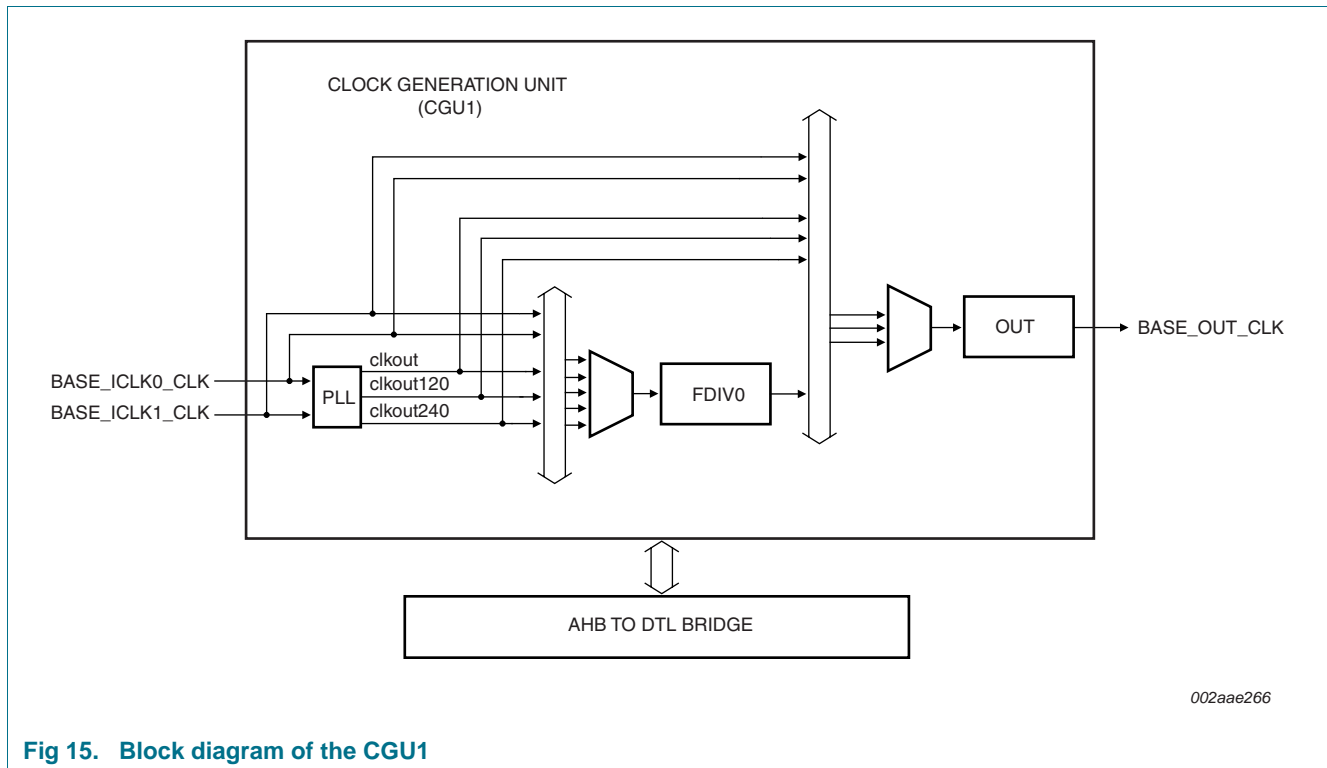 CLOCK GENERATION UNIT
(CGU1)
clkout
BASE_ICLK0_CLK
clkout120
PLL
BASE_ICLK1_CLK
clkout240
FDIV0
OUT
BASE_OUT_CLK
AHB TO DTL BRIDGE
002aae266
Fig 15. Block diagram of the CGU1